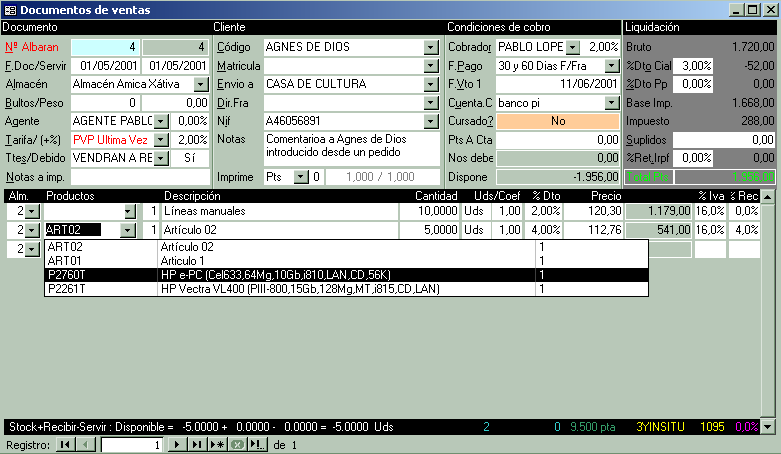 Documentos de ventas
Documento Cliente Condiciones de cobro Liquidación
Nº Albaran 4 4 Código AGNES DE DIOS Cobrador PABLO LOPE 2,00% Bruto 1.720,00
F.Doc/Servir 01/05/2001 01/05/2001 Matricula F.Pago 30 y 60 Dias F/Fra %Dto Cial 3,00% -52,00
Almacén Almacén Amica Xátiva Envio a CASA DE CULTURA F.Vto 1 11/06/2001 %Dto Pp 0,00% 0,00
Bultos/Peso 0 0,00 Dir.Fra Cuenta.C banco pi Base Imp. 1.668,00
Agente AGENTE PABLO 0,00% Nif A46056891 Cursado? No Impuesto 288,00
Tarifa/ (+%) PVP Ultima Vez 2,00% Notas Comentarioa a Agnes de Dios Pts A Cta 0,00 Suplidos 0,00
introducido desde un pedido
Ttes/Debido VENDRAN A RE Sí Nos debe 0,00 %Ret.Irpf 0,00% 0,00
Notas a imp. Imprime Pts 0 1,000 / 1,000 Dispone -1.956,00 Total Pts 1.956,00
Alm. Productos Descripción Cantidad Uds/Coef % Dto Precio % Iva % Rec
2 1 Líneas manuales 10,0000 Uds 1,00 2,00% 120,30 1.179,00 16,0% 0,0%
2 ART02 1 Artículo 02 5,0000 Uds 1,00 4,00% 112,76 541,00 16,0% 4,0%
2
ART02 Artículo 02 1
ART01 Articulo 1 1
P2760T HP e-PC (Cel633,64Mg,10Gb,i810,LAN,CD,56K) 1
P2261T HP Vectra VL400 (PIII-800,15Gb,128Mg,MT,i815,CD,LAN) 1
Stock+Recibir-Servir : Disponible = -5.0000 + 0.0000 - 0.0000 = -5.0000 Uds 2 0 9.500 pta 3YINSITU 1095 0,0%
Registro: 1 de 1